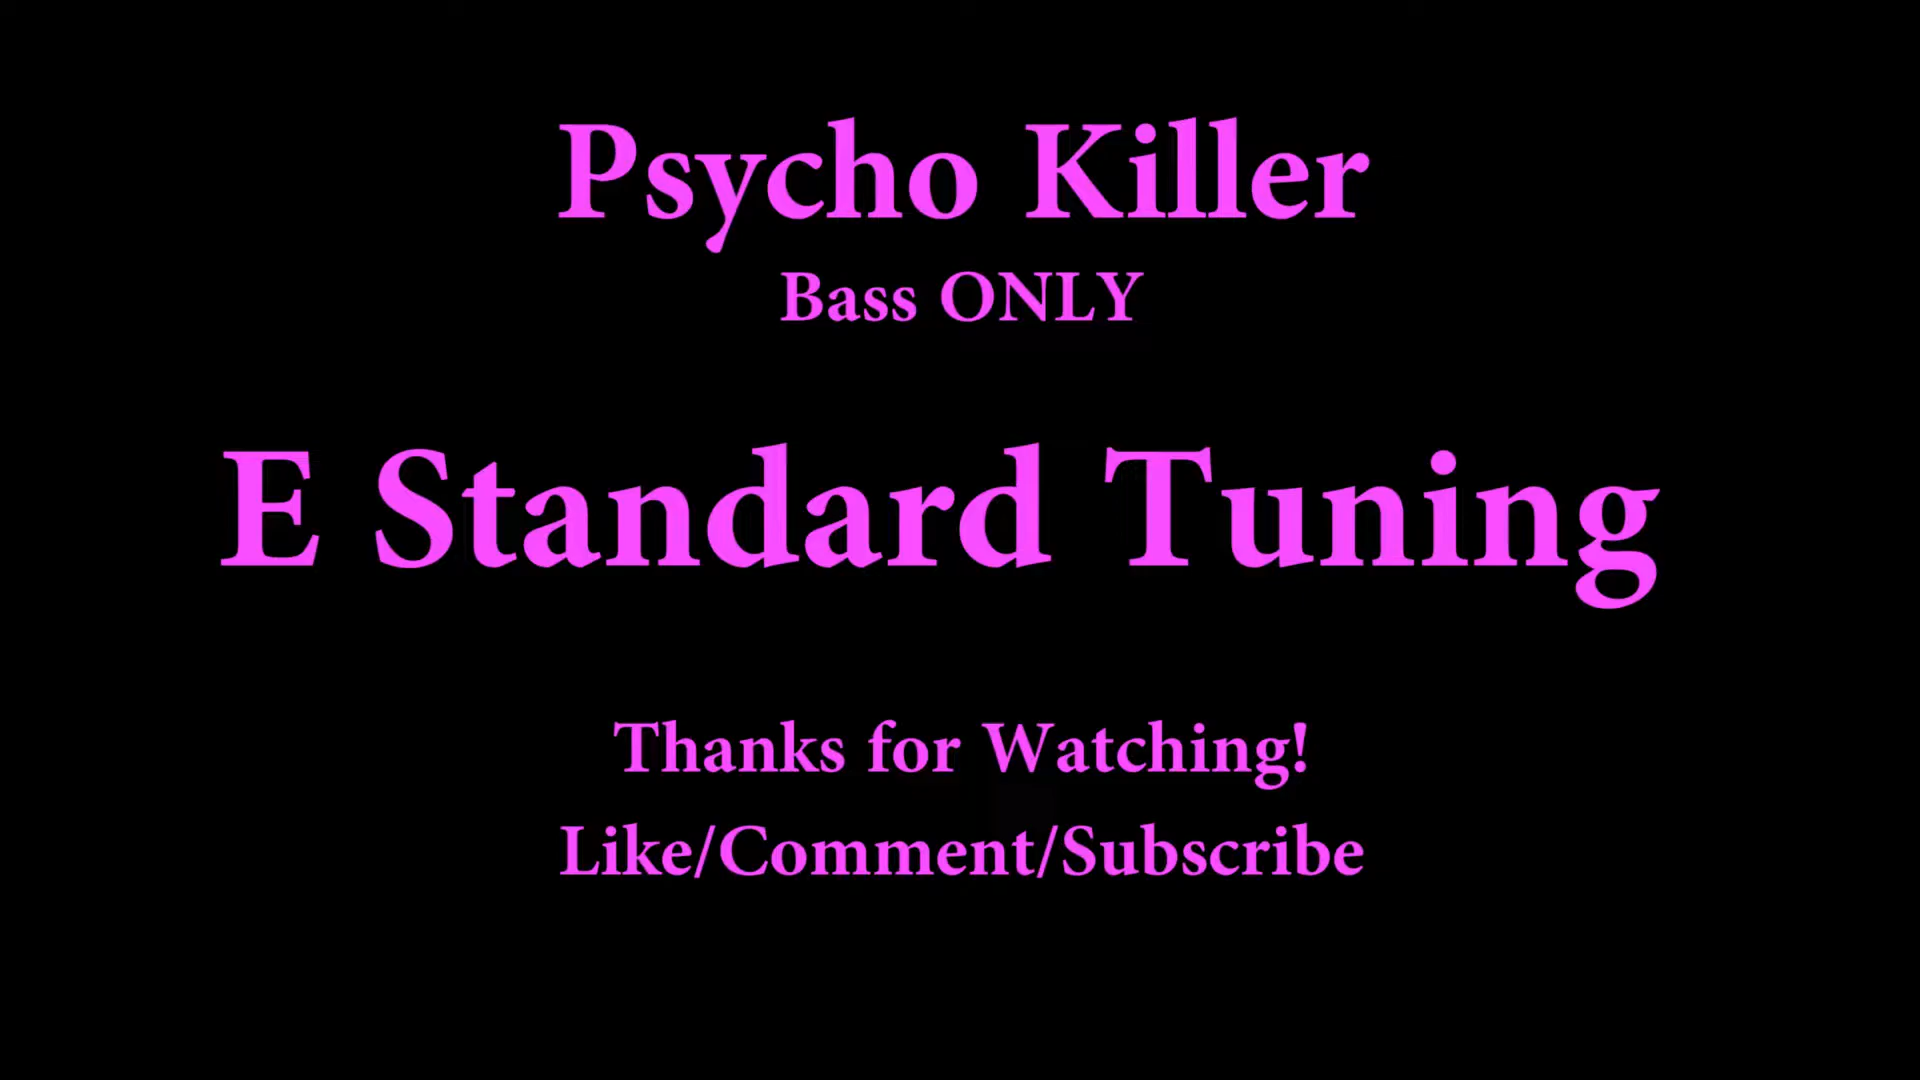 Psycho Killer
Bass ONLY
E Standard Tuning
Thanks for Watching!
Like/Comment/Subscribe